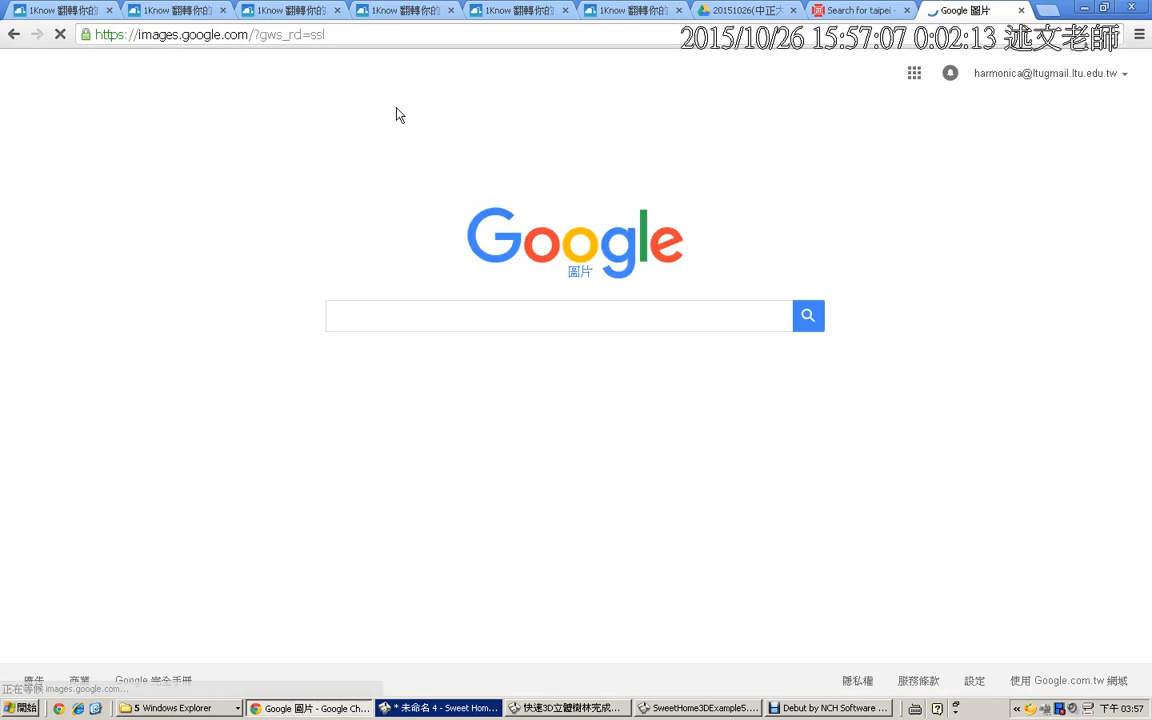 1Know 翻轉你的
1Know 翻轉你的
1Know 翻轉你的
1Know 翻轉你的
1Know 翻轉你的
1Know 翻轉你的
20151026(中正大
Search for taipei -
Google 圖片
https://images.google.com/?gws_rd=ssl
2015/10/26 15:57:07 0:02:13 述文老師
harmonica@ltugmail.ltu.edu.tw
Google
圖片
廣告
商業
Google 完全手冊
隱私權
服務條款
設定
使用 Google.com.tw 網域
正在等候 images.google.com...
開始
5 Windows Explorer
Google 圖片 - Google Ch...
* 未命名 4 - Sweet Hom...
快速3D立體樹林完成...
SweetHome3DExample5...
Debut by NCH Software ...
下午 03:57